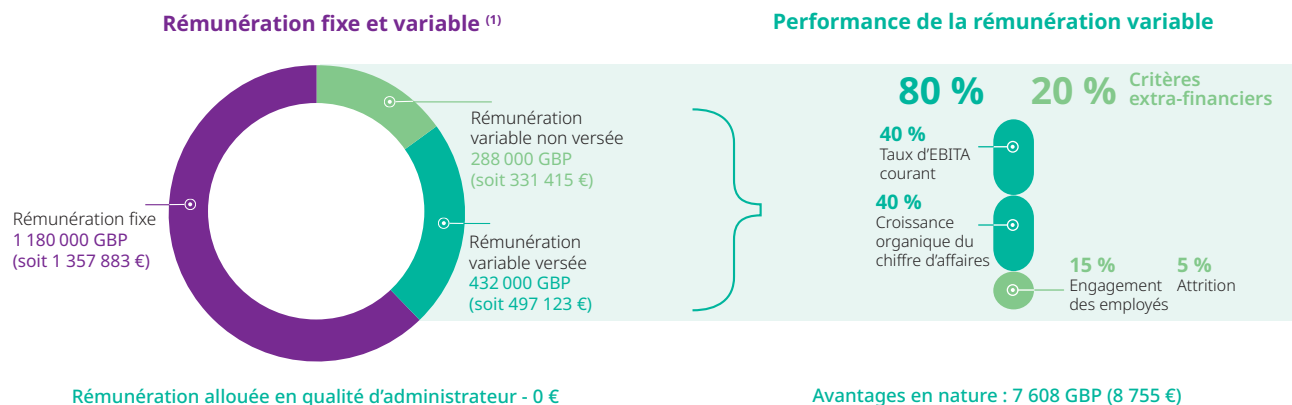 Rémunération fixe et variable (1)
Performance de la rémunération variable
Rémunération
variable non versée
288 000 GBP
(soit 331 415 €)
Rémunération fixe
1 180 000 GBP
(soit 1 357 883 €)
Rémunération
variable versée
432 000 GBP
(soit 497 123 €)
80 %
20 %
Critères
extra-financiers
40 %
Taux d’EBITA
courant
40 %
Croissance
organique du
chiffre d’affaires
15 %
Engagement
des employés
5 %
Attrition
Rémunération allouée en qualité d’administrateur - 0 €
Avantages en nature : 7 608 GBP (8 755 €)